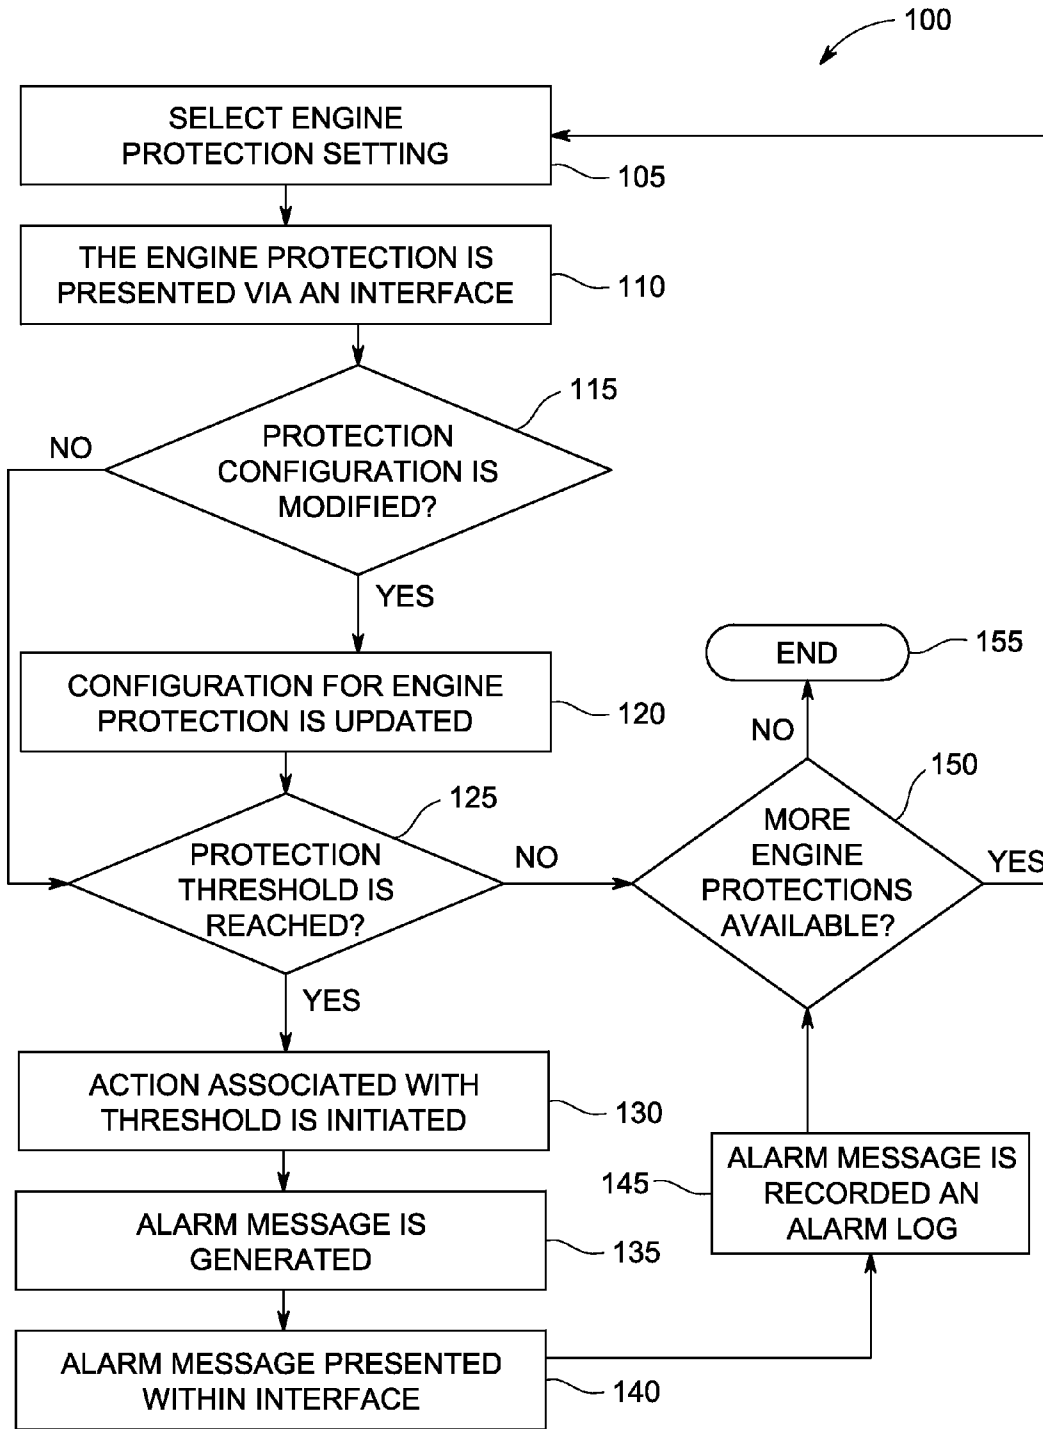 100
SELECT ENGINE
PROTECTION SETTING
105
THE ENGINE PROTECTION IS
PRESENTED VIA AN INTERFACE
110
115
PROTECTION
CONFIGURATION IS
MODIFIED?
NO
YES
CONFIGURATION FOR ENGINE
PROTECTION IS UPDATED
120
125
PROTECTION
THRESHOLD IS
REACHED?
NO
YES
ACTION ASSOCIATED WITH
THRESHOLD IS INITIATED
130
ALARM MESSAGE IS
GENERATED
135
ALARM MESSAGE PRESENTED
WITHIN INTERFACE
140
145
ALARM MESSAGE IS
RECORDED AN
ALARM LOG
150
MORE
ENGINE
PROTECTIONS
AVAILABLE?
YES
NO
END
155